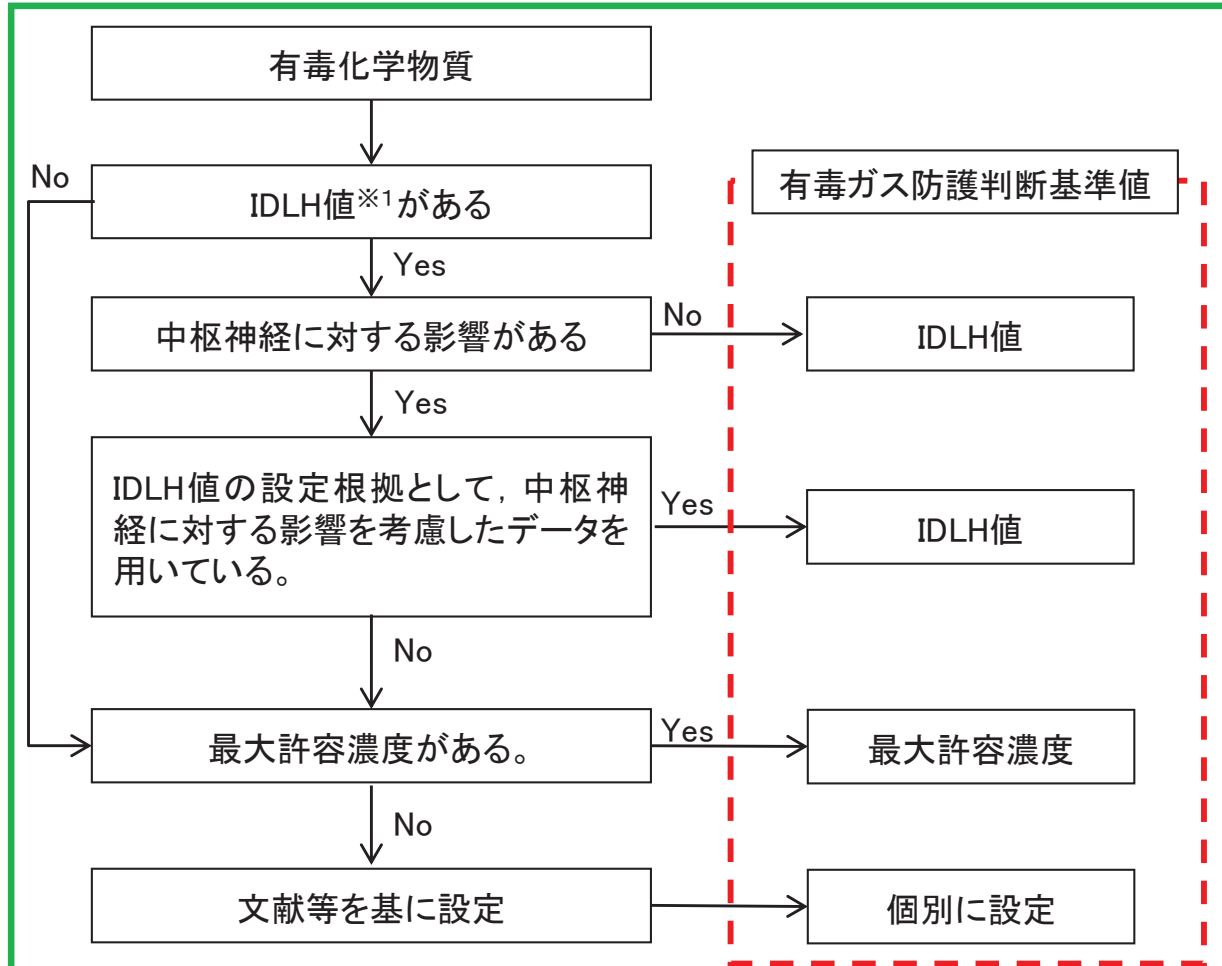 有毒化学物質
No
IDLH値※1がある
有毒ガス防護判断基準値
Yes
中枢神経に対する影響がある
No
IDLH値
Yes
IDLH値の設定根拠として，中枢神
経に対する影響を考慮したデータを
用いている。
Yes
IDLH値
No
最大許容濃度がある。
Yes
最大許容濃度
No
文献等を基に設定
個別に設定